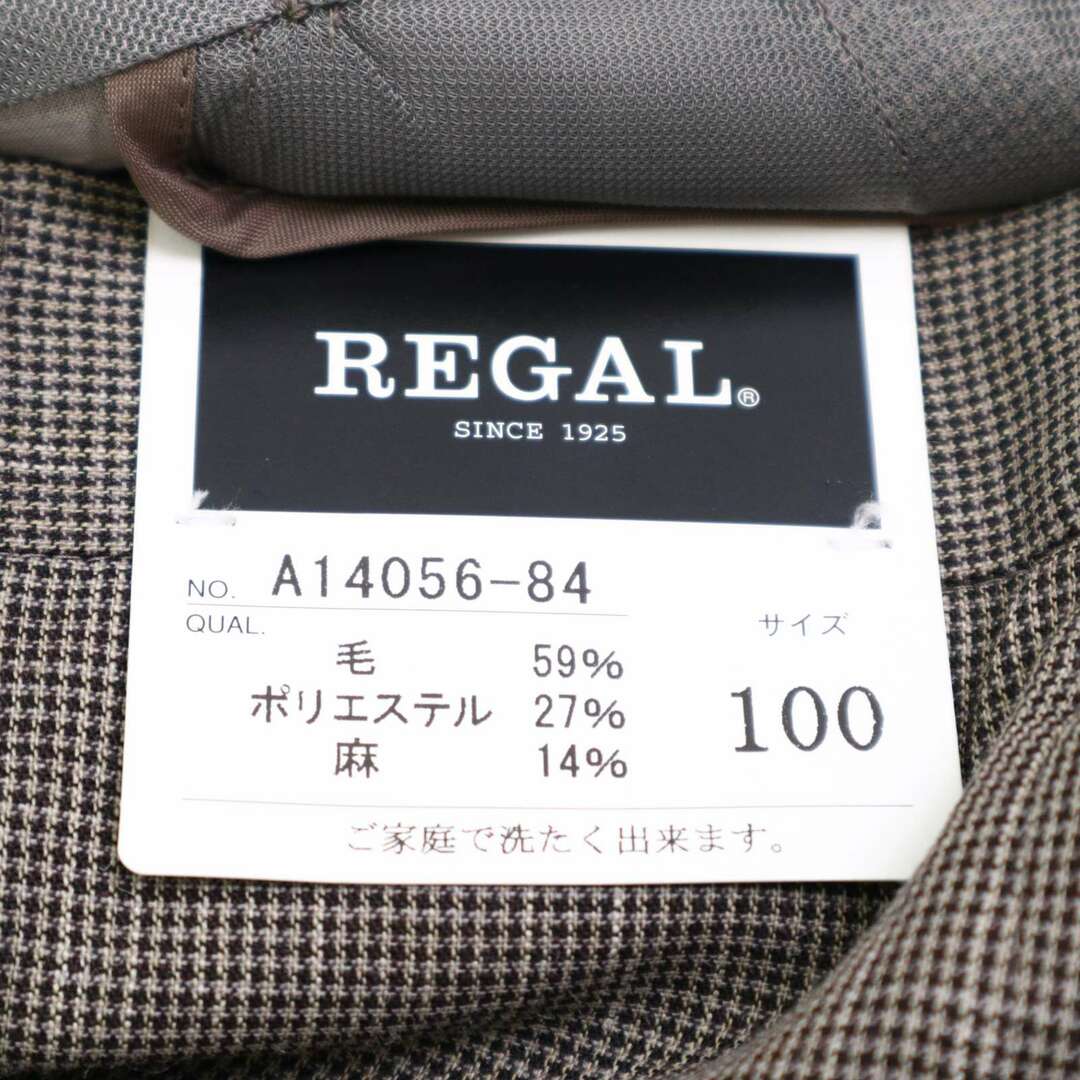 REGAL®
SINCE 1925
NO. A14056-84
QUAL.
サイズ
毛 59%
ポリエステル 27%
麻 14%
100
ご家庭で洗たく出来ます。